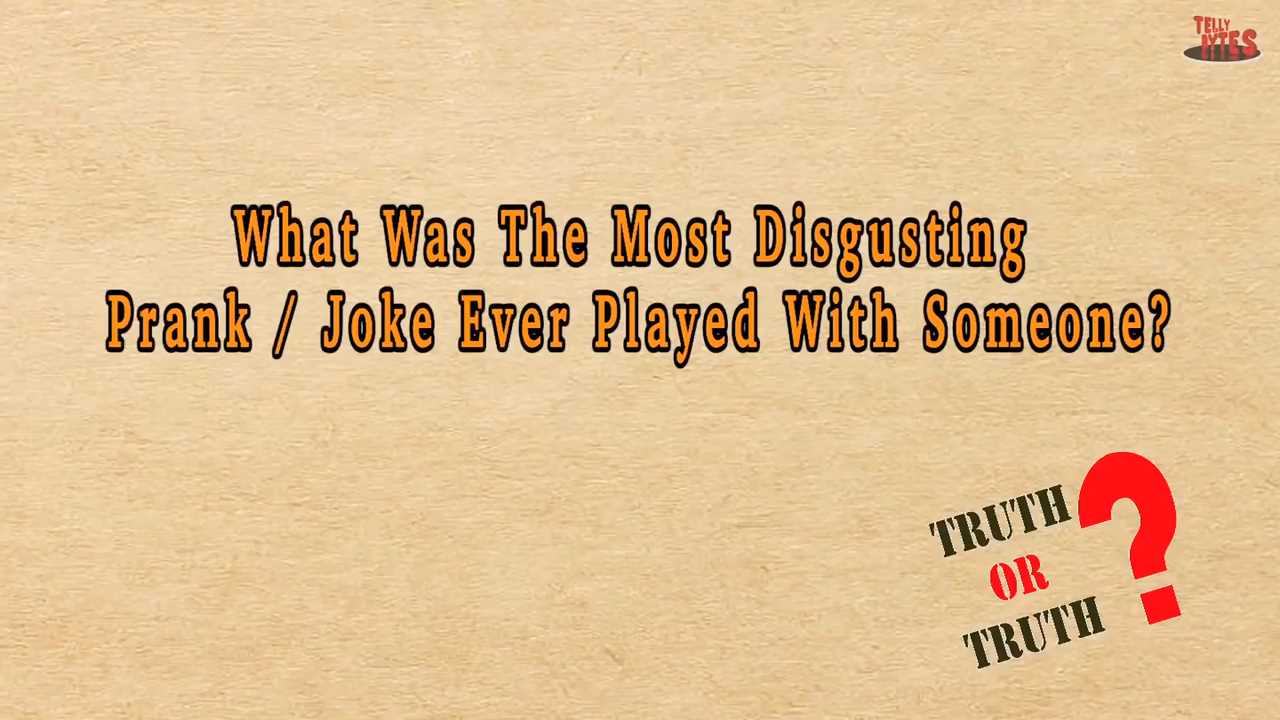 TELLY
BYTES
What Was The Most Disgusting
Prank / Joke Ever Played With Someone?
TRUTH
OR
TRUTH
?